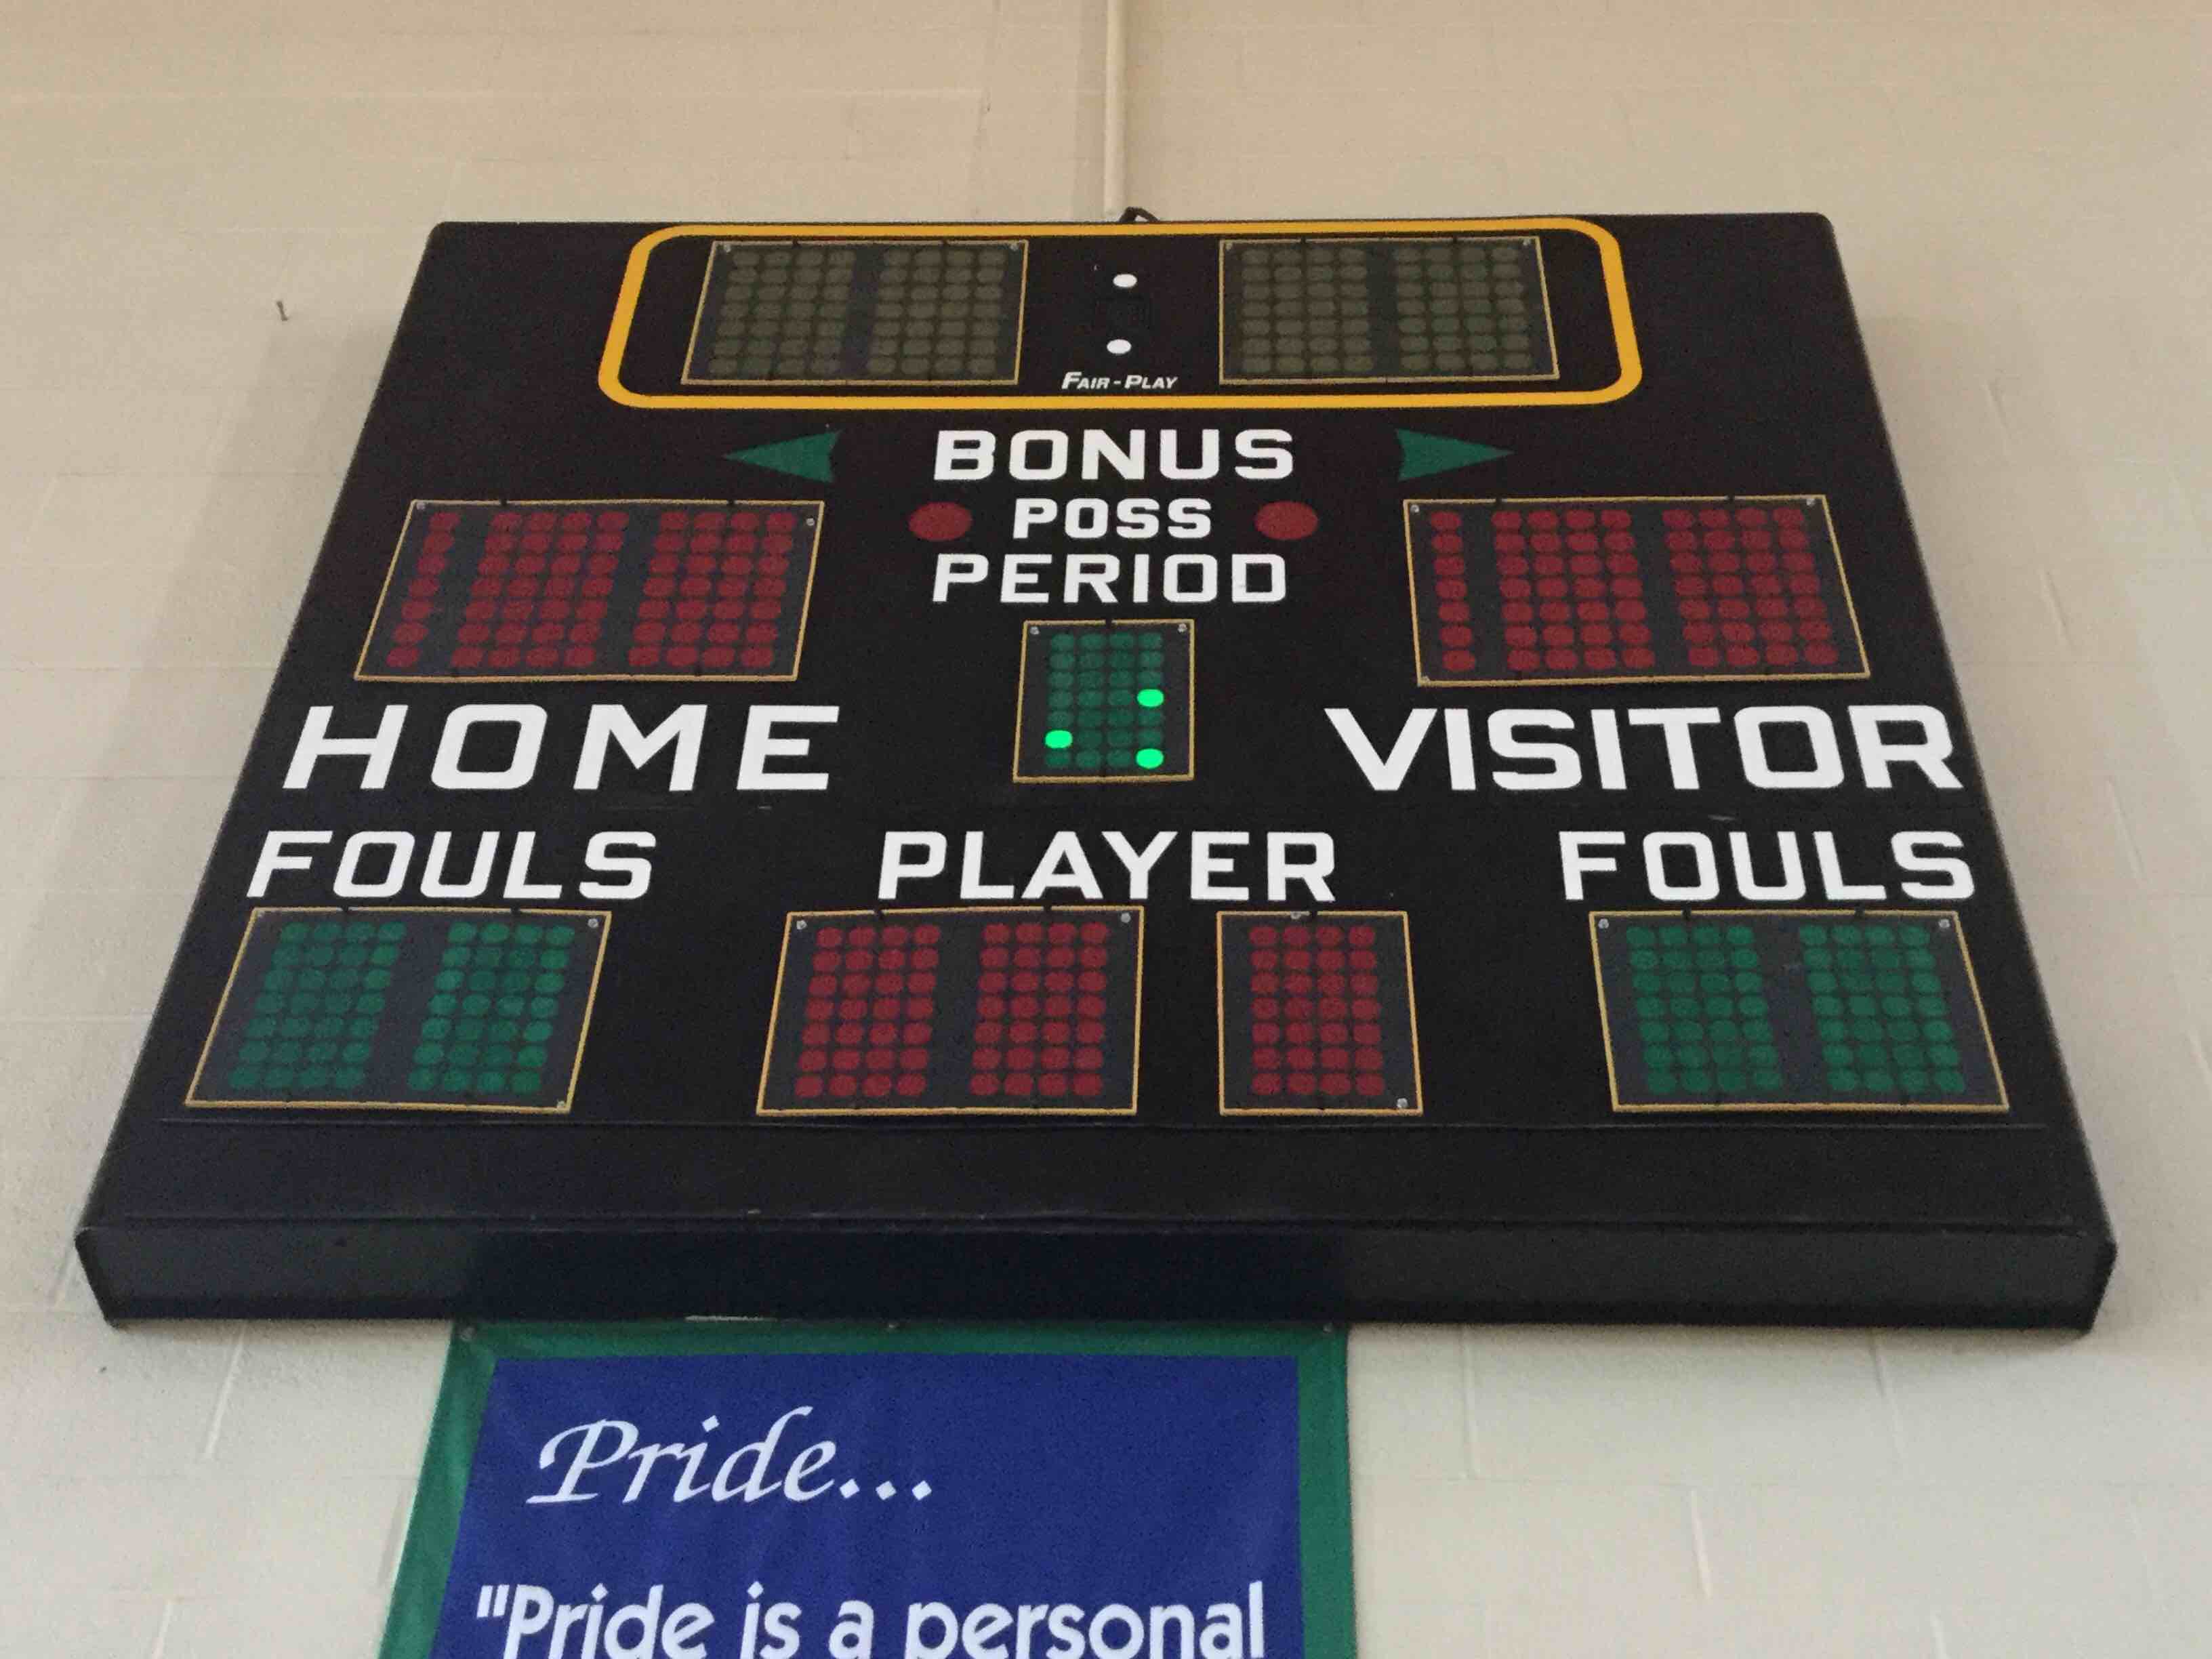 FAIR-PLAY
BONUS
POSS
PERIOD
HOME
VISITOR
FOULS PLAYER FOULS
Pride...
"Pride is a personal